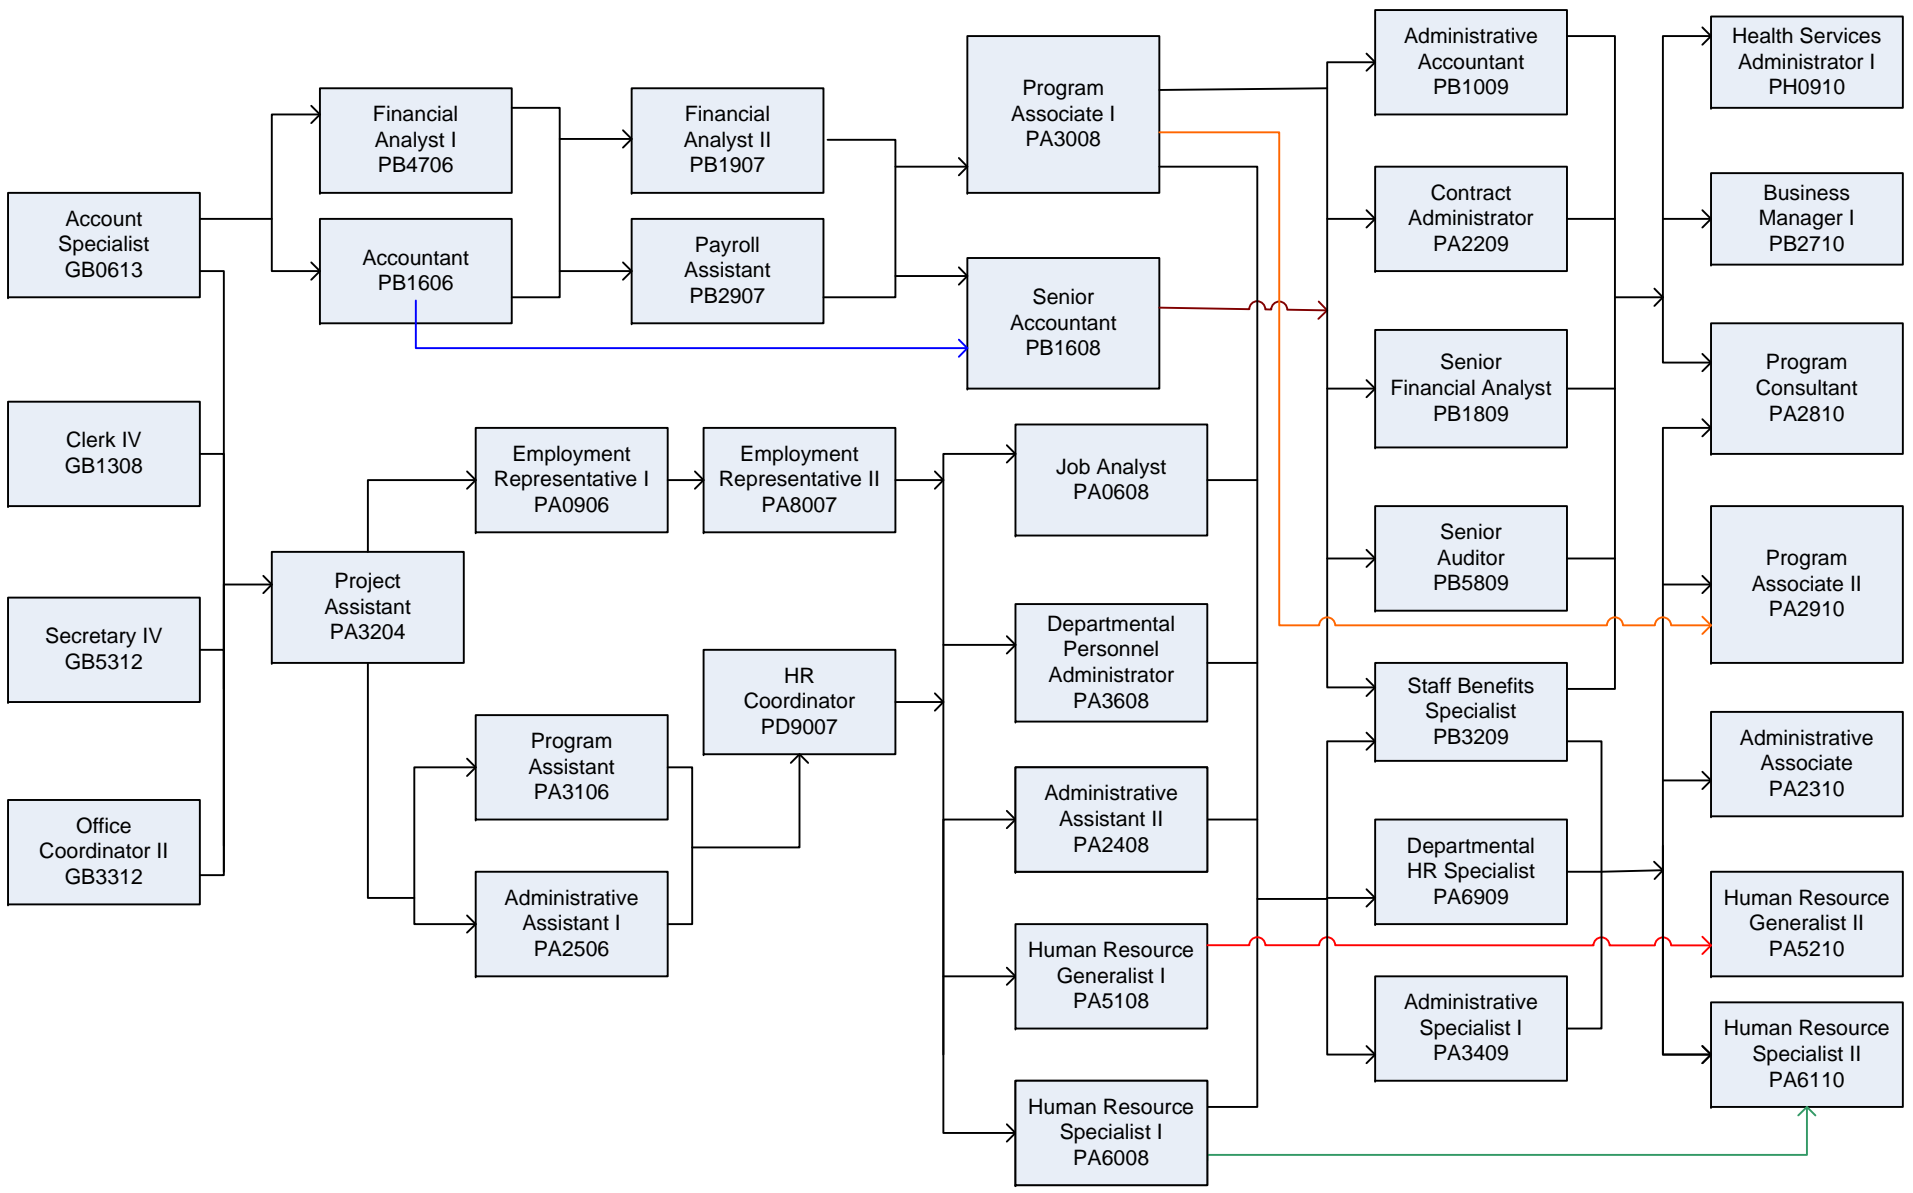 Account
Specialist
GB0613
Clerk IV
GB1308
Secretary IV
GB5312
Office
Coordinator II
GB3312
Financial
Analyst I
PB4706
Accountant
PB1606
Project
Assistant
PA3204
Financial
Analyst II
PB1907
Payroll
Assistant
PB2907
Employment
Representative I
PA0906
Employment
Representative II
PA8007
Program
Assistant
PA3106
Administrative
Assistant I
PA2506
HR
Coordinator
PD9007
Program
Associate I
PA3008
Senior
Accountant
PB1608
Job Analyst
PA0608
Departmental
Personnel
Administrator
PA3608
Administrative
Assistant II
PA2408
Human Resource
Generalist I
PA5108
Human Resource
Specialist I
PA6008
Administrative
Accountant
PB1009
Contract
Administrator
PA2209
Senior
Financial Analyst
PB1809
Senior
Auditor
PB5809
Staff Benefits
Specialist
PB3209
Departmental
HR Specialist
PA6909
Administrative
Specialist I
PA3409
Health Services
Administrator I
PH0910
Business
Manager I
PB2710
Program
Consultant
PA2810
Program
Associate II
PA2910
Administrative
Associate
PA2310
Human Resource
Generalist II
PA5210
Human Resource
Specialist II
PA6110